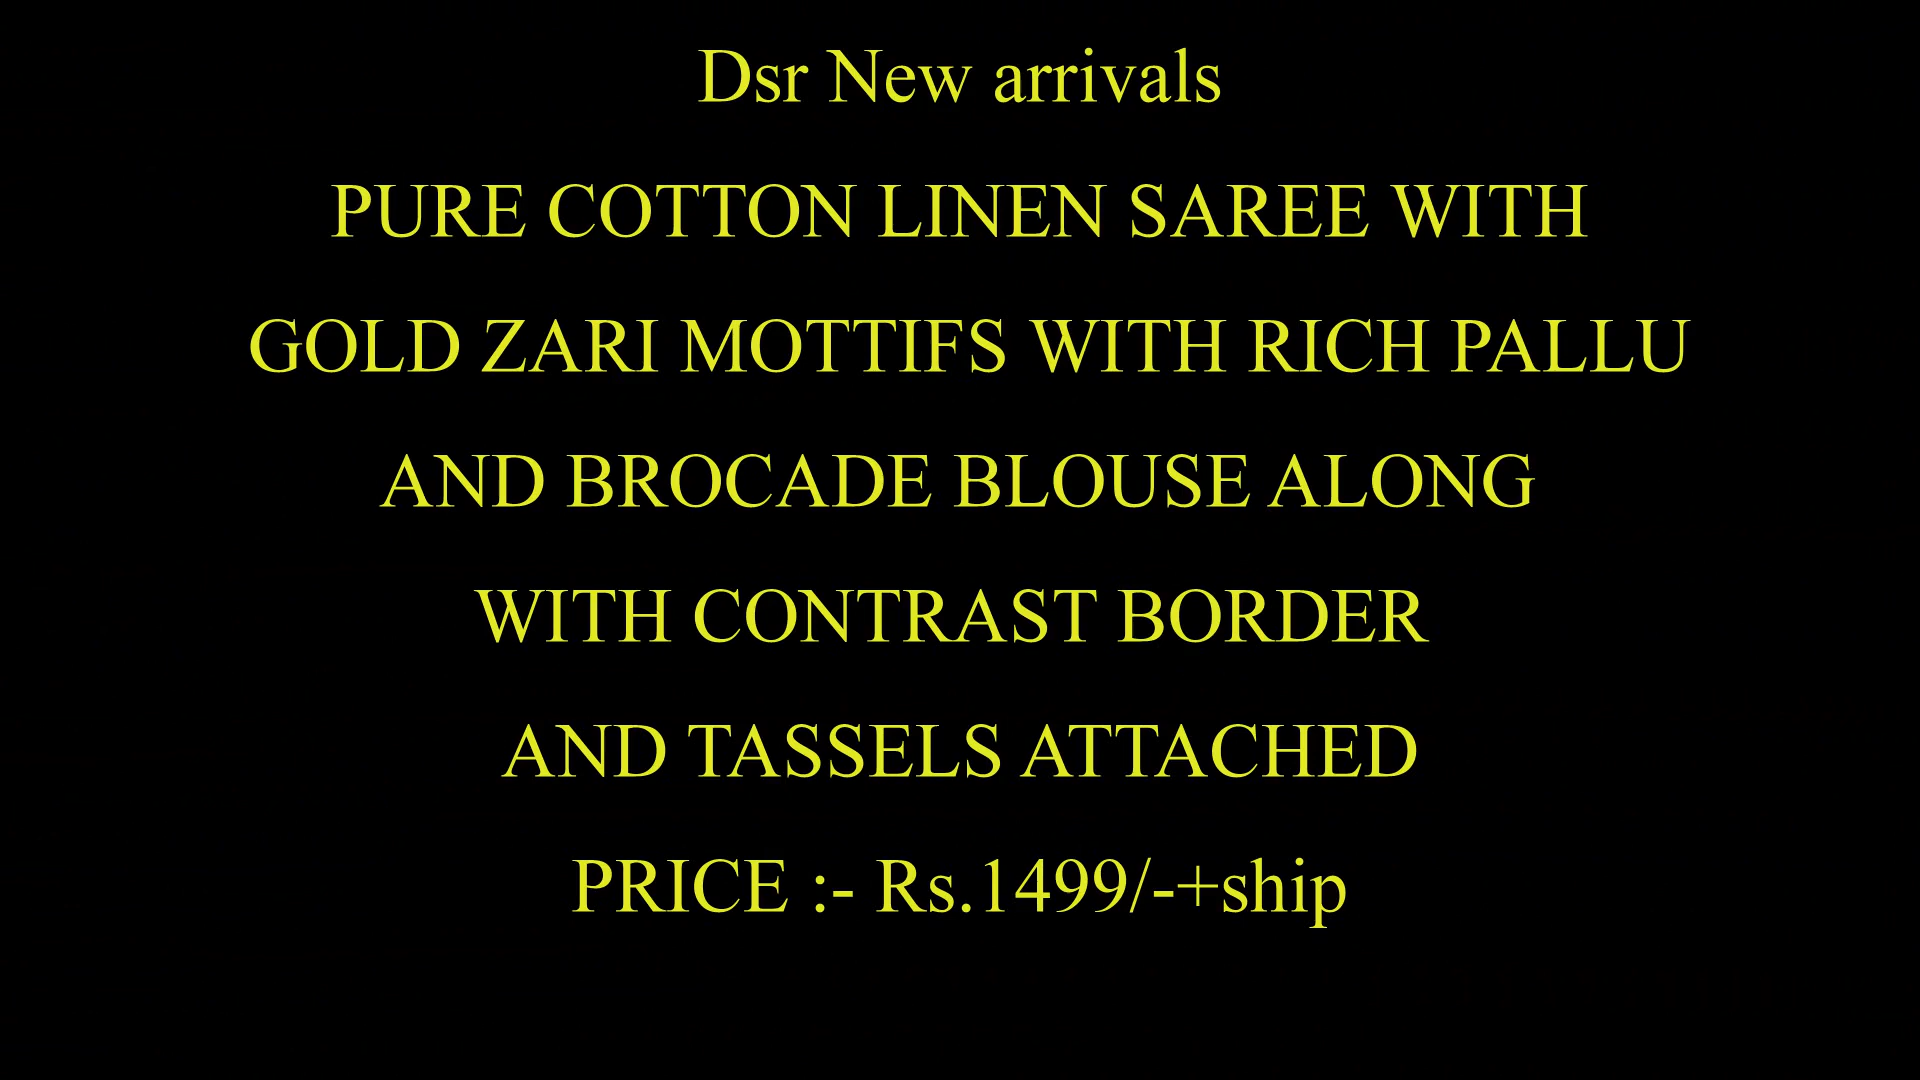 Dsr New arrivals
PURE COTTON LINEN SAREE WITH
GOLD ZARI MOTTIFS WITH RICH PALLU
AND BROCADE BLOUSE ALONG
WITH CONTRAST BORDER
AND TASSELS ATTACHED
PRICE :- Rs.1499/-+ship